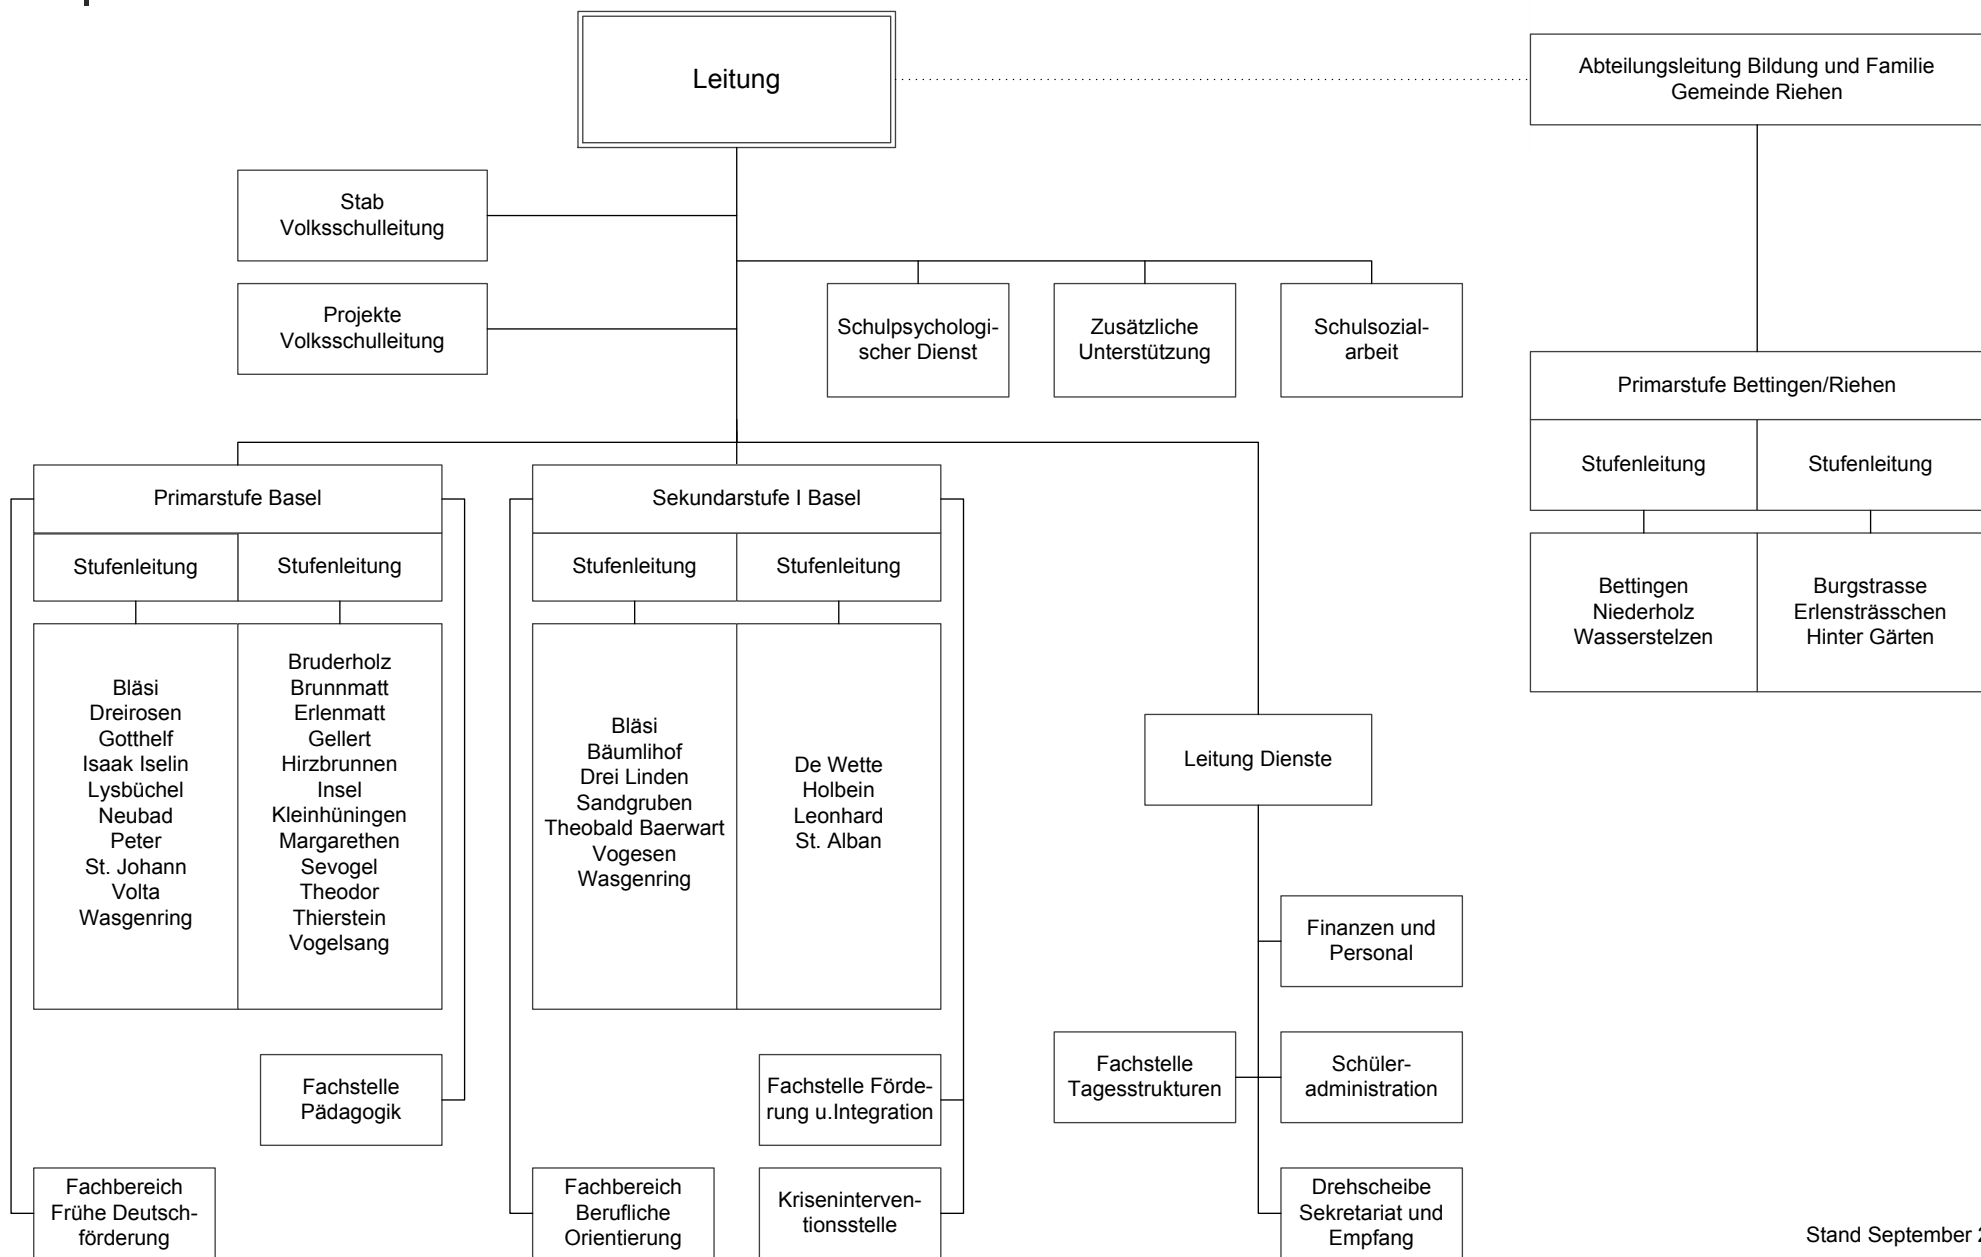 Leitung
Abteilungsleitung Bildung und Familie
Gemeinde Riehen
Stab
Volksschulleitung
Projekte
Volksschulleitung
Schulpsychologi-
scher Dienst
Zusätzliche
Unterstützung
Schulsozial-
arbeit
Primarstufe Bettingen/Riehen
Stufenleitung
Stufenleitung
Bettingen
Niederholz
Wasserstelzen
Burgstrasse
Erlensträsschen
Hinter Gärten
Primarstufe Basel
Stufenleitung
Stufenleitung
Bläsi
Dreirosen
Gotthelf
Isaak Iselin
Lysbüchel
Neubad
Peter
St. Johann
Volta
Wasgenring
Bruderholz
Brunnmatt
Erlenmatt
Gellert
Hirzbrunnen
Insel
Kleinhüningen
Margarethen
Sevogel
Theodor
Thierstein
Vogelsang
Fachstelle
Pädagogik
Fachbereich
Frühe Deutsch-
förderung
Sekundarstufe I Basel
Stufenleitung
Stufenleitung
Bläsi
Bäumlihof
Drei Linden
Sandgruben
Theobald Baerwart
Vogesen
Wasgenring
De Wette
Holbein
Leonhard
St. Alban
Fachstelle Förde-
rung u.Integration
Fachbereich
Berufliche
Orientierung
Kriseninterven-
tionsstelle
Leitung Dienste
Finanzen und
Personal
Fachstelle
Tagesstrukturen
Schüler-
administration
Drehscheibe
Sekretariat und
Empfang
Stand September